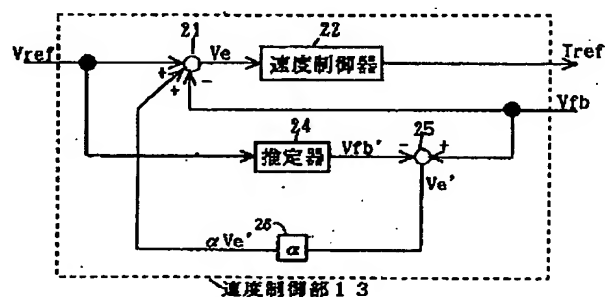 21
22
Vref
+
Ve
速度制御器
Tref
+
-
Vfb
24
25
推定器
Vfb'
-
+
Ve'
26
αVe'
α
速度制御部13